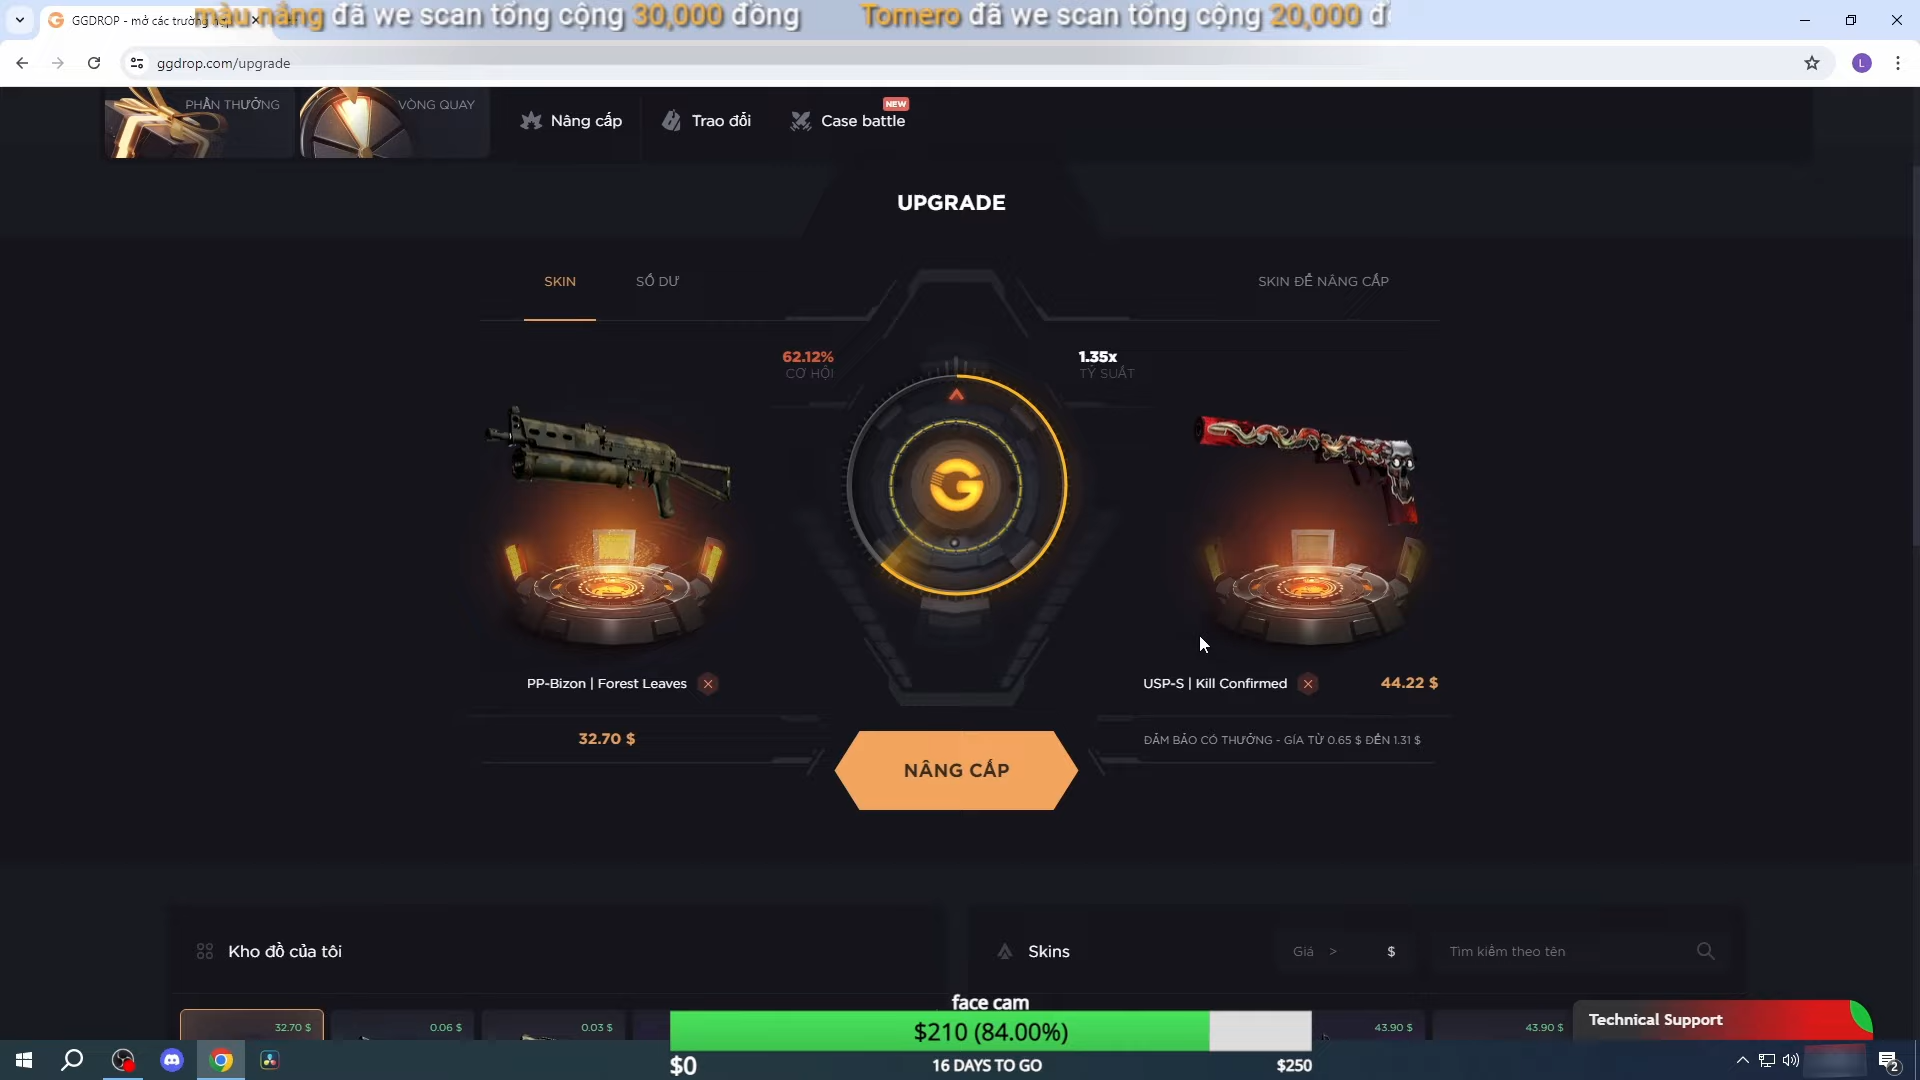 GGDROP - mở các trường hợp
màu nắng đã we scan tổng cộng 30,000 đồng Tomero đã we scan tổng cộng 20,000
ggdrop.com/upgrade
L
PHẦN THƯỞNG
VÒNG QUAY
Nâng cấp
Trao đổi
Case battle
NEW
UPGRADE
SKIN
SỐ DƯ
SKIN ĐỂ NÂNG CẤP
62.12%
CƠ HỘI
1.35x
TỶ SUẤT
PP-Bizon | Forest Leaves
USP-S | Kill Confirmed
44.22 $
32.70 $
ĐẢM BẢO CÓ THƯỞNG - GIÁ TỪ 0.65 $ ĐẾN 1.31 $
NÂNG CẤP
Kho đồ của tôi
Skins
Giá >
$
Tìm kiếm theo tên
32.70 $
0.06 $
0.03 $
43.90 $
43.90 $
face cam
$210 (84.00%)
$0
16 DAYS TO GO
$250
Technical Support
2